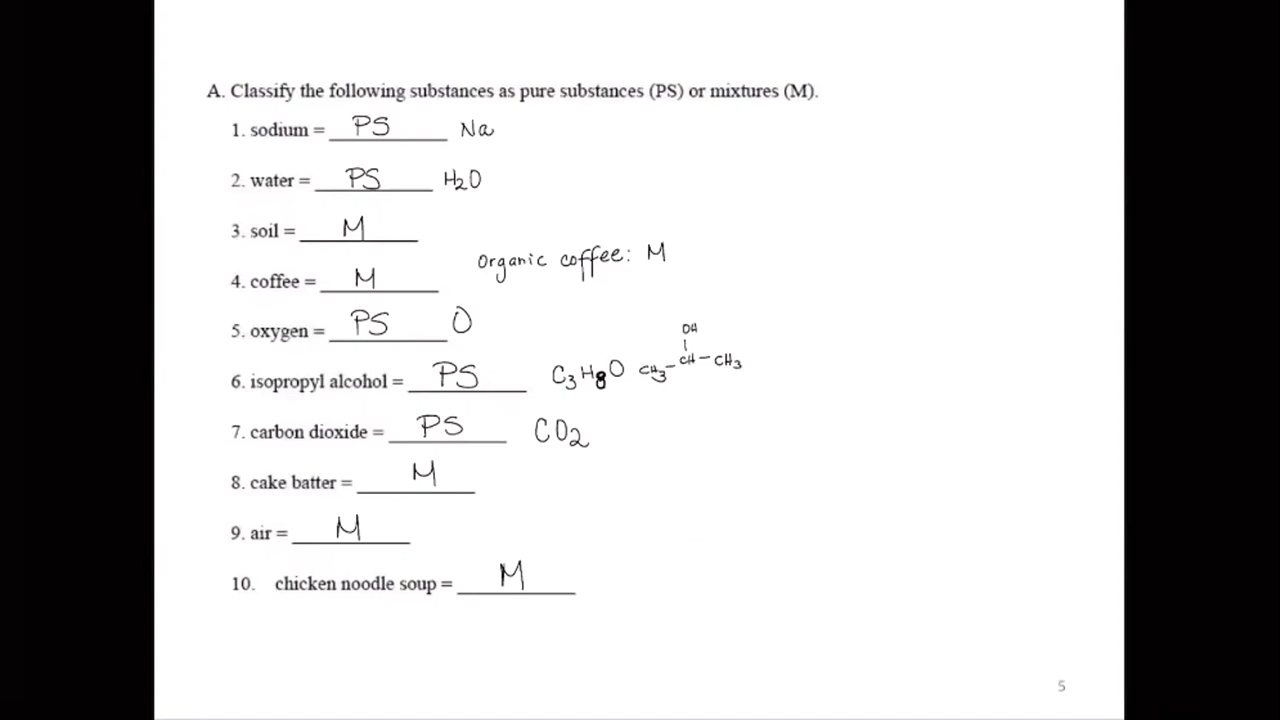 A. Classify the following substances as pure substances (PS) or mixtures (M).
1. sodium = PS Na
2. water = PS H2O
3. soil = M
Organic coffee: M
4. coffee = M
5. oxygen = PS O
OH
6. isopropyl alcohol = PS C3H8O CH3-CH-CH3
7. carbon dioxide = PS CO2
8. cake batter = M
9. air = M
10. chicken noodle soup = M
5